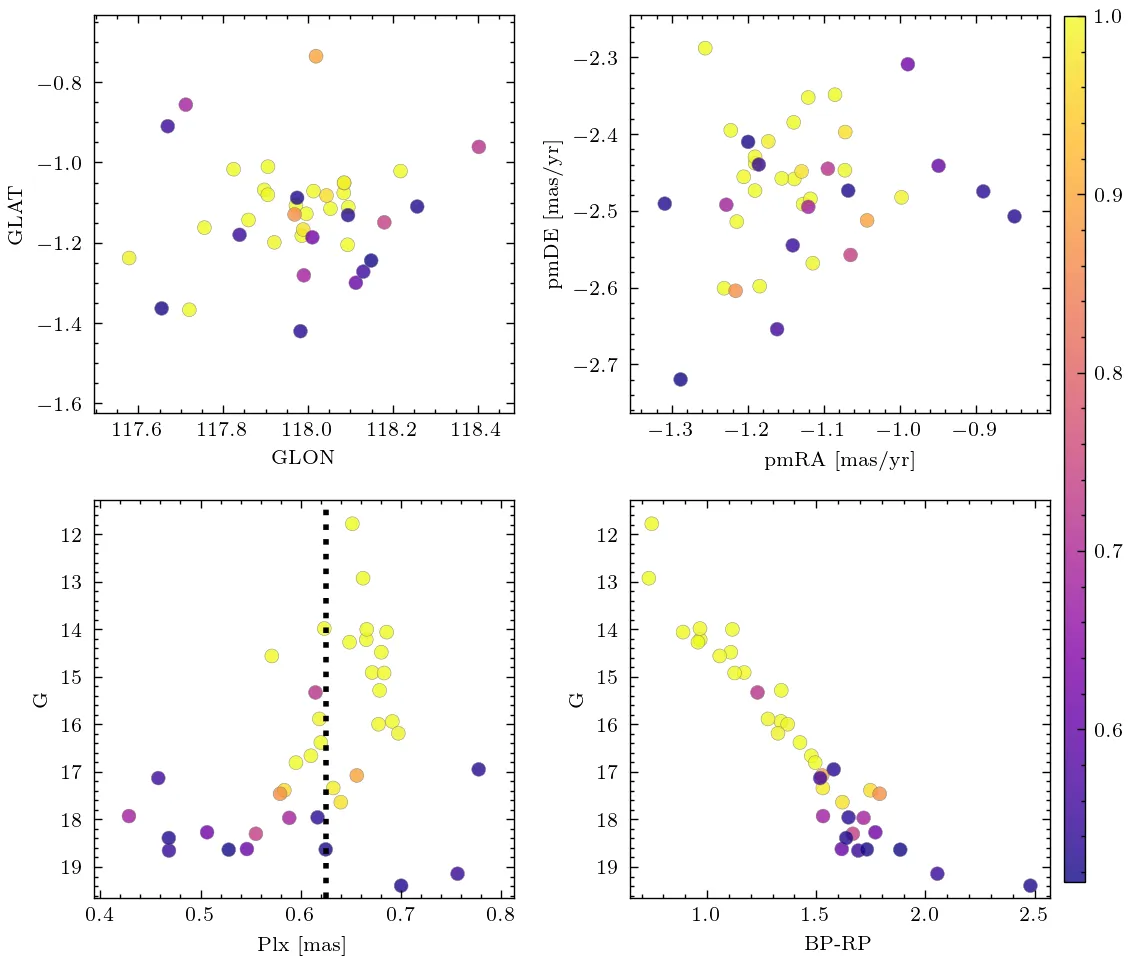 GLAT
−0.8
−1.0
−1.2
−1.4
−1.6
117.6 117.8 118.0 118.2 118.4
GLON
pmDE [mas/yr]
−2.3
−2.4
−2.5
−2.6
−2.7
−1.3 −1.2 −1.1 −1.0 −0.9
pmRA [mas/yr]
1.0
0.9
0.8
0.7
0.6
G
12
13
14
15
16
17
18
19
0.4 0.5 0.6 0.7 0.8
Plx [mas]
G
12
13
14
15
16
17
18
19
1.0 1.5 2.0 2.5
BP-RP